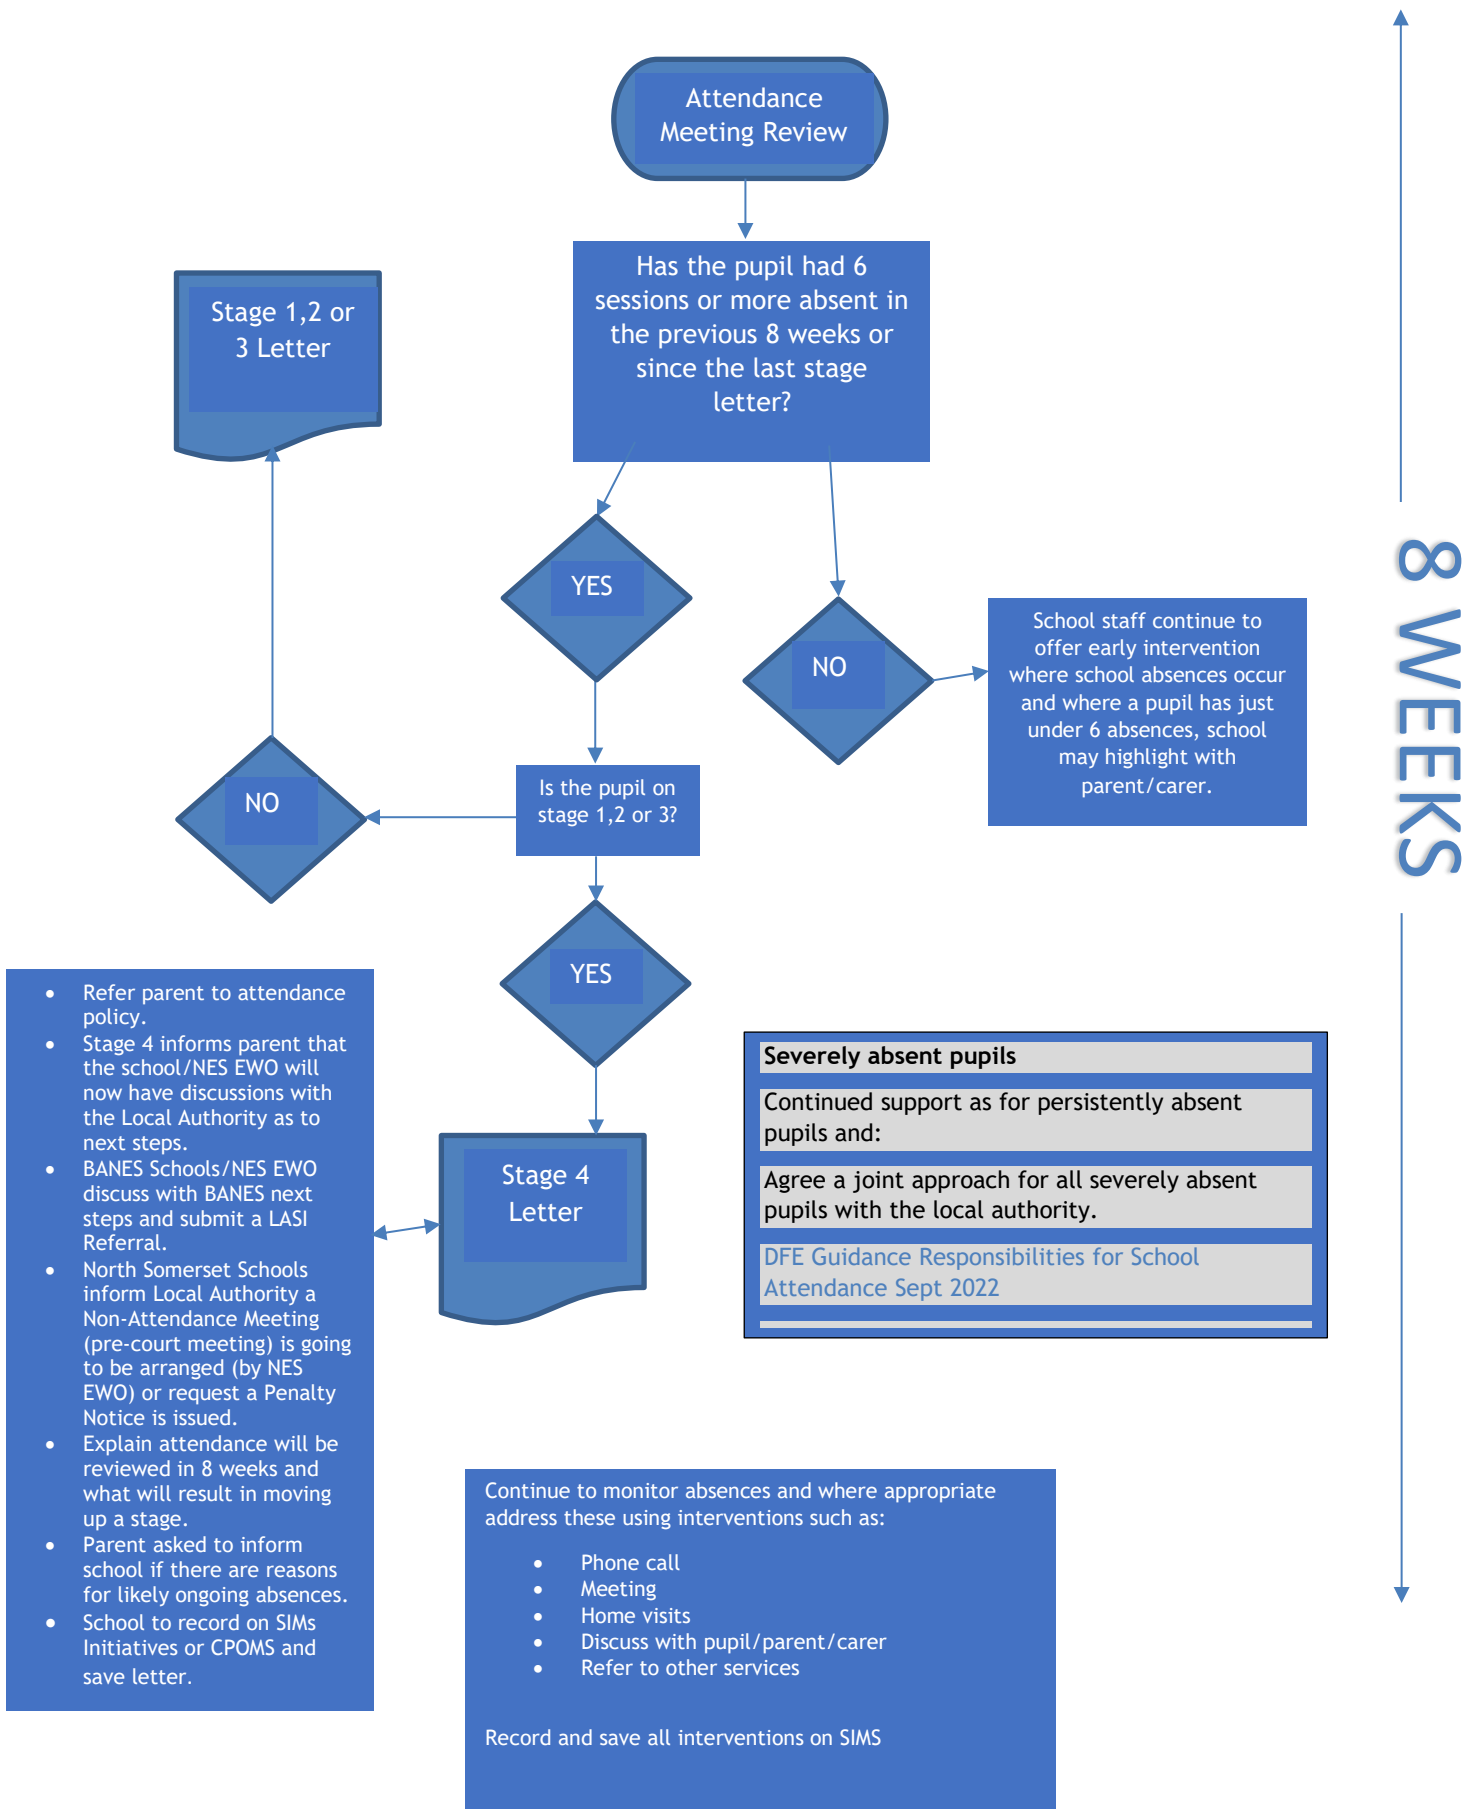 Attendance
Meeting Review
Has the pupil had 6
sessions or more absent in
the previous 8 weeks or
since the last stage
letter?
Stage 1,2 or
3 Letter
YES
NO
School staff continue to
offer early intervention
where school absences occur
and where a pupil has just
under 6 absences, school
may highlight with
parent/carer.
8 WEEKS
Is the pupil on
stage 1,2 or 3?
NO
YES
Stage 4
Letter
• Refer parent to attendance
policy.
• Stage 4 informs parent that
the school/NES EWO will
now have discussions with
the Local Authority as to
next steps.
• BANES Schools/NES EWO
discuss with BANES next
steps and submit a LASI
Referral.
• North Somerset Schools
inform Local Authority a
Non-Attendance Meeting
(pre-court meeting) is going
to be arranged (by NES
EWO) or request a Penalty
Notice is issued.
• Explain attendance will be
reviewed in 8 weeks and
what will result in moving
up a stage.
• Parent asked to inform
school if there are reasons
for likely ongoing absences.
• School to record on SIMs
Initiatives or CPOMS and
save letter.
Severely absent pupils
Continued support as for persistently absent
pupils and:
Agree a joint approach for all severely absent
pupils with the local authority.
DFE Guidance Responsibilities for School
Attendance Sept 2022
Continue to monitor absences and where appropriate
address these using interventions such as:
• Phone call
• Meeting
• Home visits
• Discuss with pupil/parent/carer
• Refer to other services
Record and save all interventions on SIMS